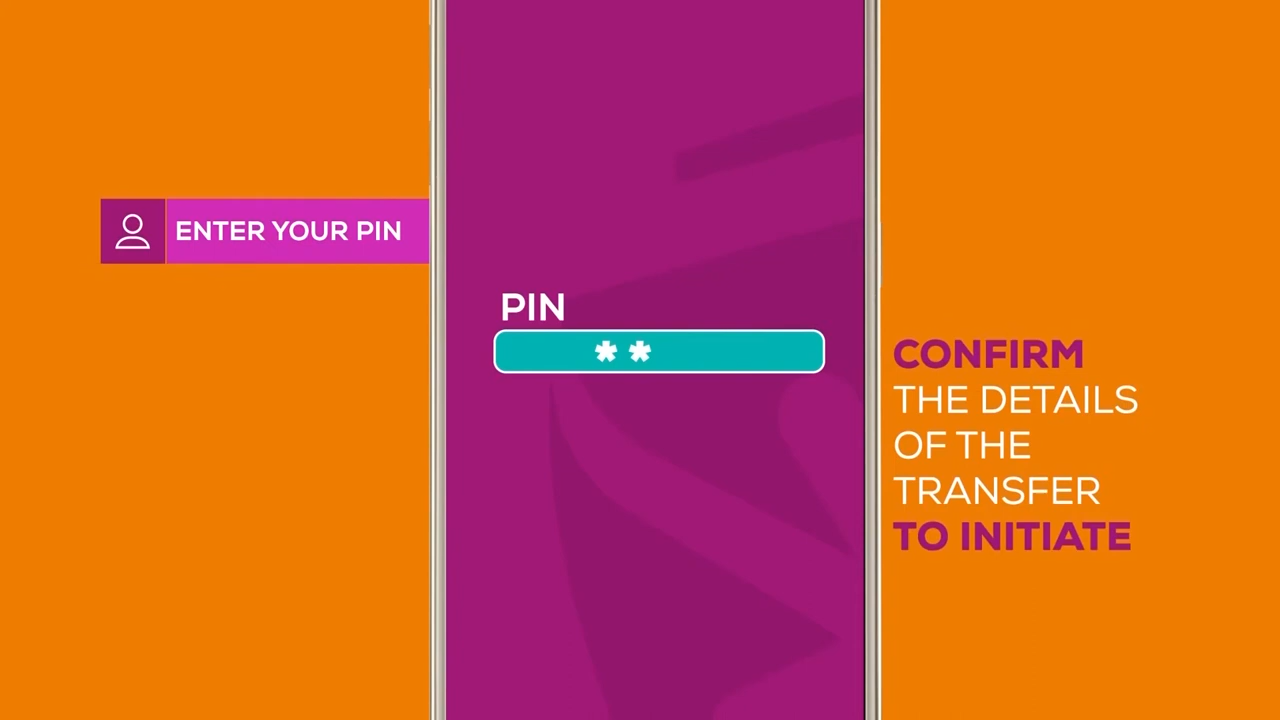 ENTER YOUR PIN
PIN
**
CONFIRM
THE DETAILS
OF THE
TRANSFER
TO INITIATE